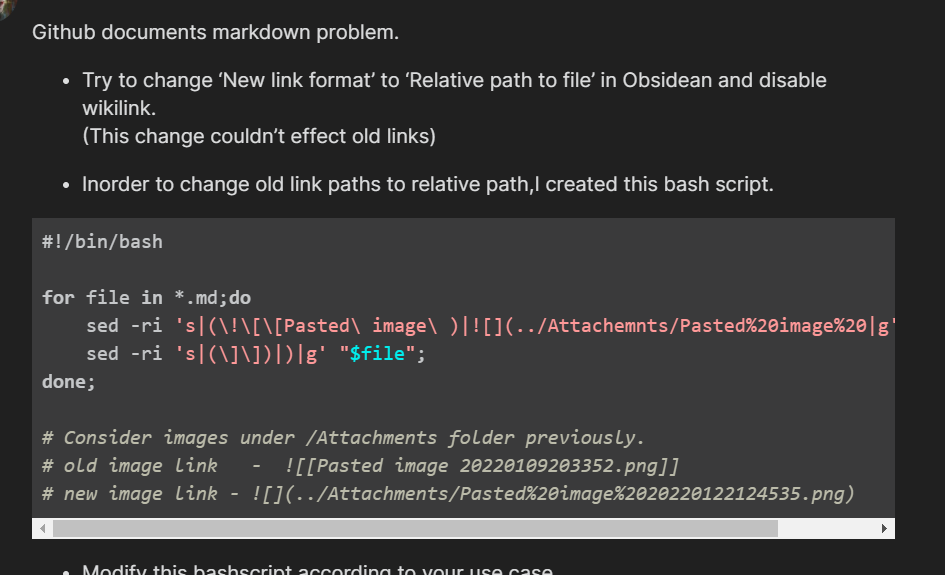 Github documents markdown problem.
• Try to change ‘New link format’ to ‘Relative path to file’ in Obsidean and disable
wikilink.
(This change couldn’t effect old links)
• Inorder to change old link paths to relative path,I created this bash script.
#!/bin/bash
for file in *.md;do
    sed -ri 's|(\!\[\[Pasted\ image\ )|![](../Attachemnts/Pasted%20image%20|g'
    sed -ri 's|(\]\])|)|g' "$file";
done;
# Consider images under /Attachments folder previously.
# old image link   -  ![[Pasted image 20220109203352.png]]
# new image link - ![](../Attachments/Pasted%20image%2020220122124535.png)
• Modify this bashscript according to your use case